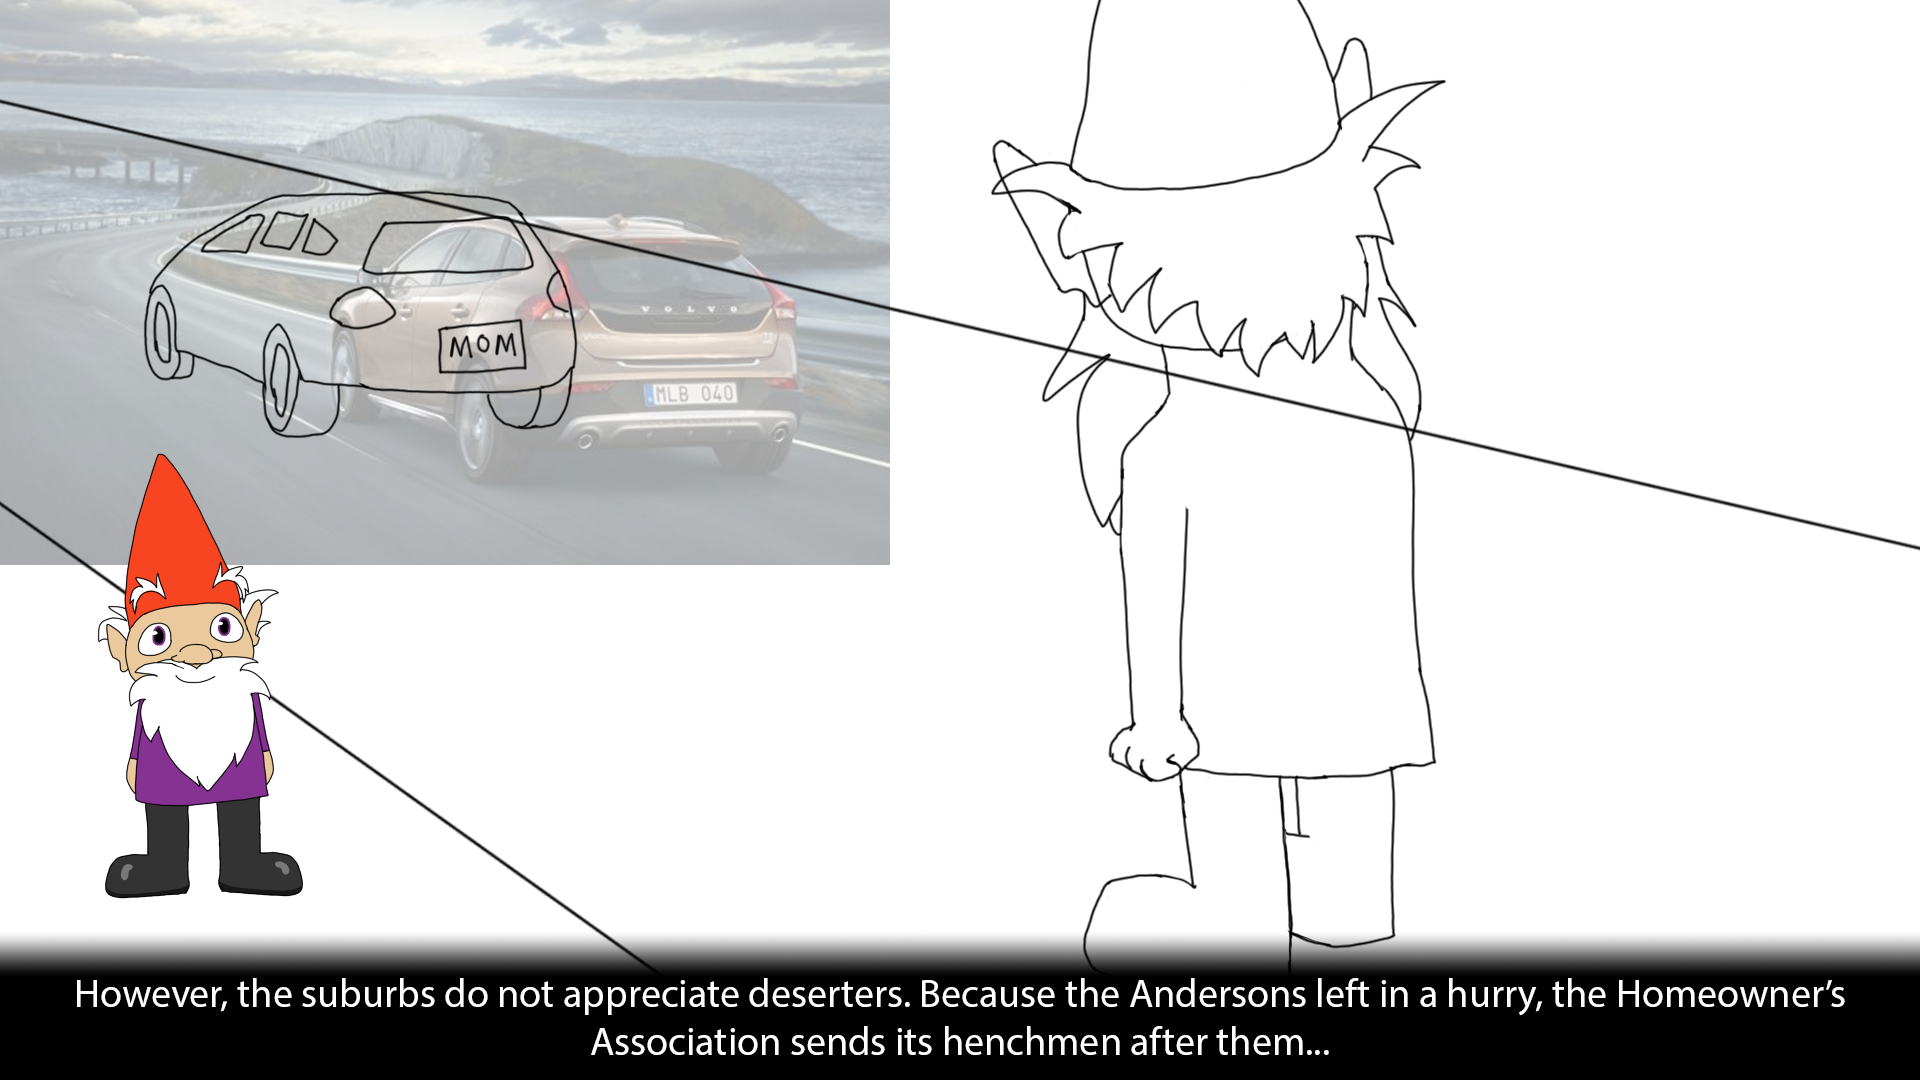 VOLVO
MOM
MLB 040
However, the suburbs do not appreciate deserters. Because the Andersons left in a hurry, the Homeowner’s
Association sends its henchmen after them...